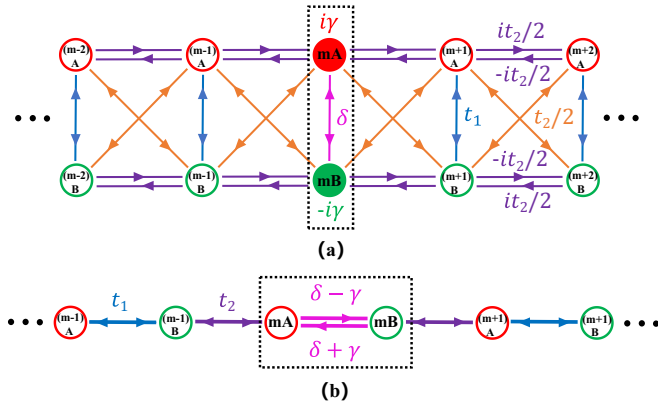 iγ
it₂/2
(m-2) A
(m-1) A
mA
(m+1) A
(m+2) A
-it₂/2
δ
t₁
t₂/2
-it₂/2
(m-2) B
(m-1) B
mB
(m+1) B
(m+2) B
-iγ
it₂/2
(a)
t₁
t₂
δ − γ
(m-1) A
(m-1) B
mA
mB
(m+1) A
(m+1) B
δ + γ
(b)